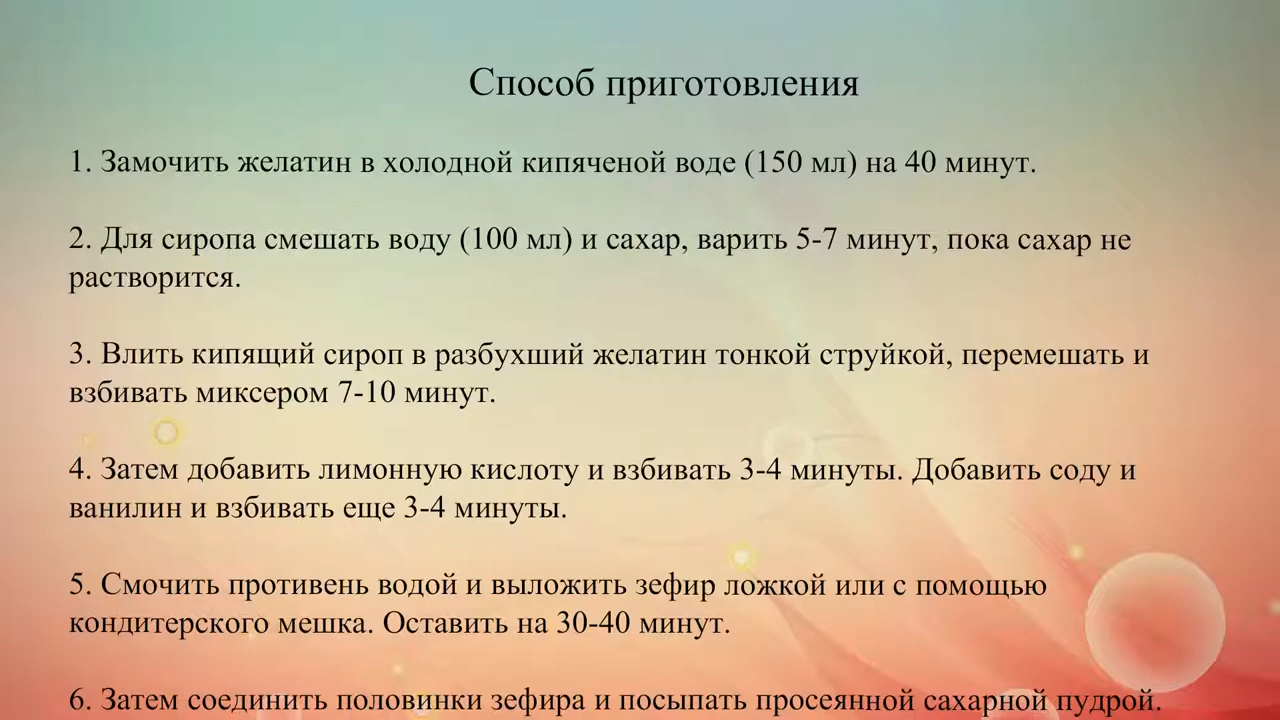 Способ приготовления
1. Замочить желатин в холодной кипяченой воде (150 мл) на 40 минут.
2. Для сиропа смешать воду (100 мл) и сахар, варить 5-7 минут, пока сахар не
растворится.
3. Влить кипящий сироп в разбухший желатин тонкой струйкой, перемешать и
взбивать миксером 7-10 минут.
4. Затем добавить лимонную кислоту и взбивать 3-4 минуты. Добавить соду и
ванилин и взбивать еще 3-4 минуты.
5. Смочить противень водой и выложить зефир ложкой или с помощью
кондитерского мешка. Оставить на 30-40 минут.
6. Затем соединить половинки зефира и посыпать просеянной сахарной пудрой.